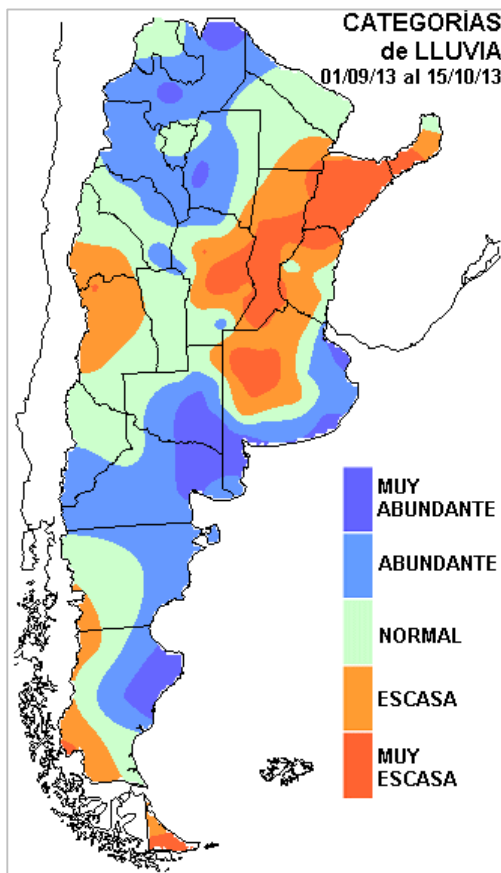 CATEGORÍAS
de LLUVIA
01/09/13 al 15/10/13
MUY
ABUNDANTE
ABUNDANTE
NORMAL
ESCASA
MUY
ESCASA